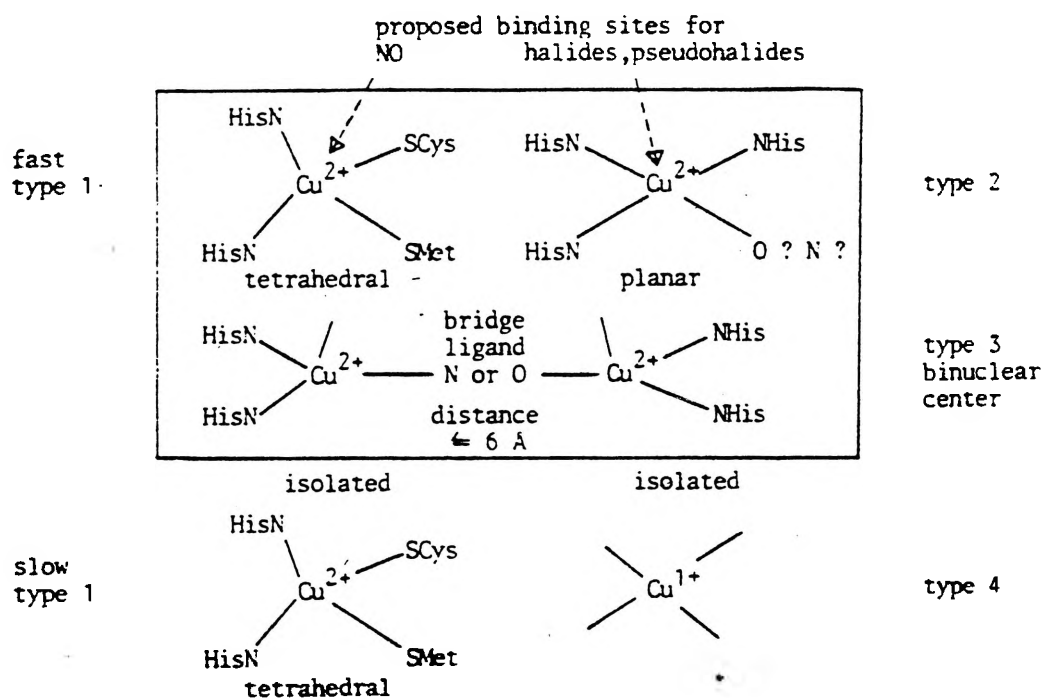 proposed binding sites for
NO halides,pseudohalides
HisN
SCys
HisN
NHis
fast
type 1
Cu2+
Cu2+
type 2
HisN
SMet
HisN
O ? N ?
tetrahedral
planar
HisN
bridge
ligand
NHis
Cu2+
N or O
Cu2+
type 3
binuclear
center
HisN
distance
NHis
≤ 6 Å
isolated
isolated
HisN
SCys
slow
type 1
Cu2+
Cu1+
type 4
HisN
SMet
tetrahedral